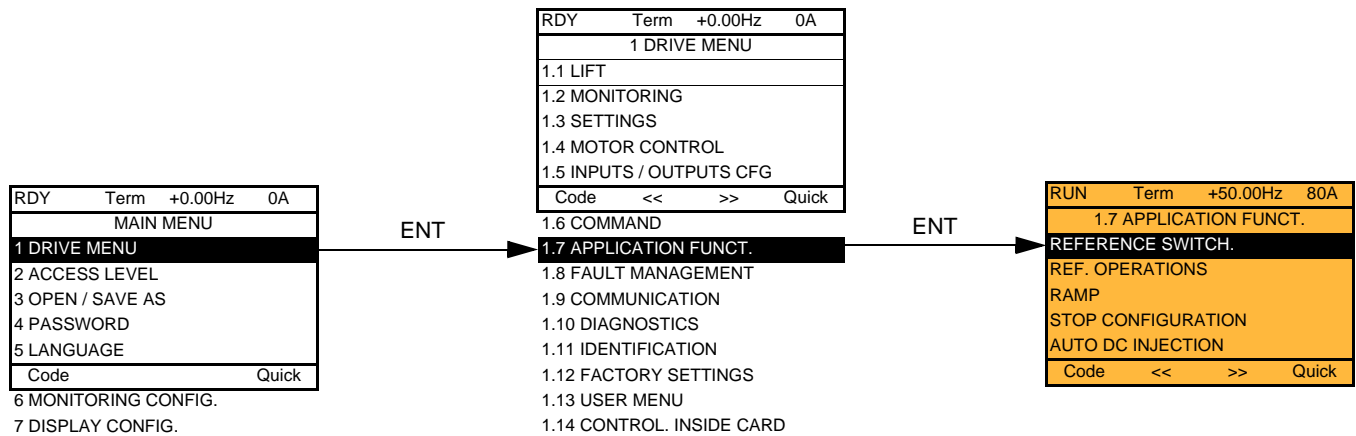 RDY Term +0.00Hz 0A
MAIN MENU
1 DRIVE MENU
2 ACCESS LEVEL
3 OPEN / SAVE AS
4 PASSWORD
5 LANGUAGE
Code Quick
6 MONITORING CONFIG.
7 DISPLAY CONFIG.
ENT
RDY Term +0.00Hz 0A
1 DRIVE MENU
1.1 LIFT
1.2 MONITORING
1.3 SETTINGS
1.4 MOTOR CONTROL
1.5 INPUTS / OUTPUTS CFG
Code << >> Quick
1.6 COMMAND
1.7 APPLICATION FUNCT.
1.8 FAULT MANAGEMENT
1.9 COMMUNICATION
1.10 DIAGNOSTICS
1.11 IDENTIFICATION
1.12 FACTORY SETTINGS
1.13 USER MENU
1.14 CONTROL. INSIDE CARD
ENT
RUN Term +50.00Hz 80A
1.7 APPLICATION FUNCT.
REFERENCE SWITCH.
REF. OPERATIONS
RAMP
STOP CONFIGURATION
AUTO DC INJECTION
Code << >> Quick